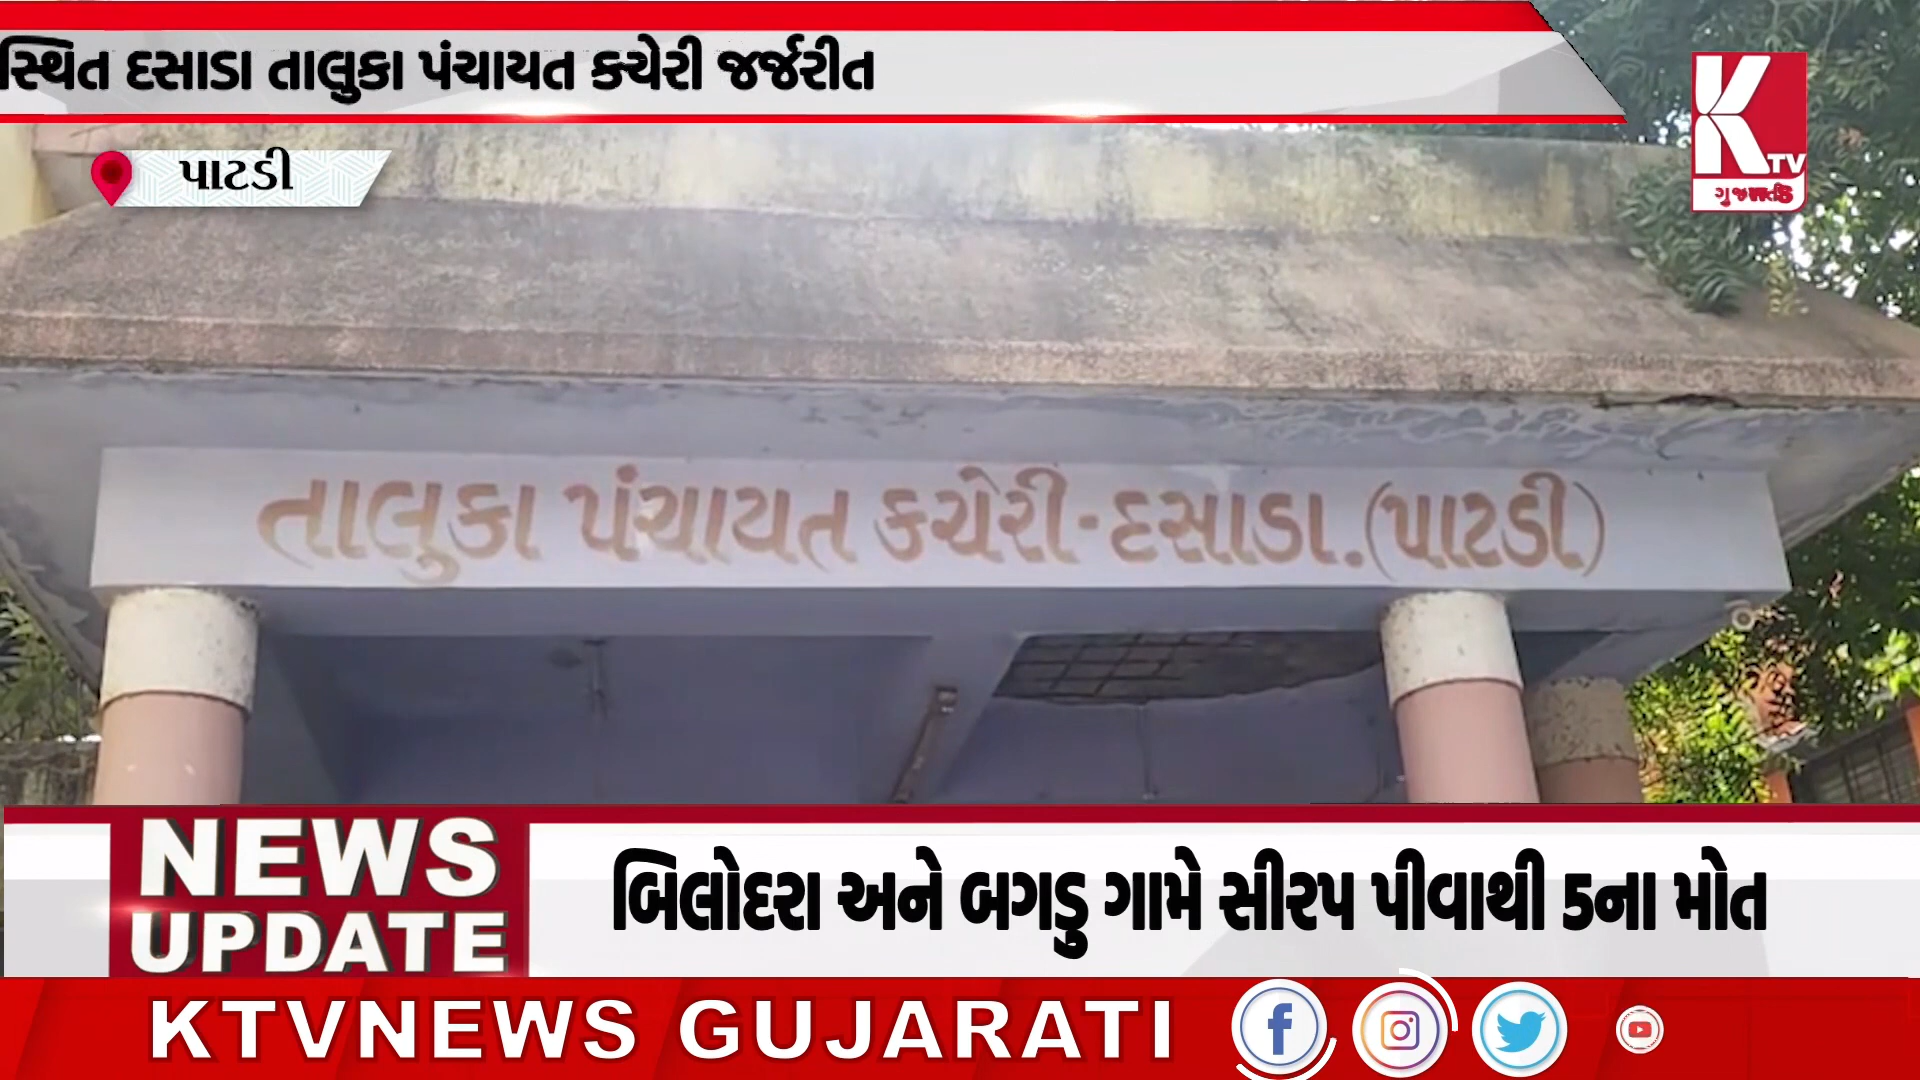 સ્થિત દસાડા તાલુકા પંચાયત કચેરી જર્જરીત
પાટડી
K TV
તાલુકા પંચાયત કચેરી-દસાડા.(પાટડી)
NEWS
UPDATE
બિલોદરા અને બગડુ ગામે સીરપ પીવાથી 5ના મોત
KTVNEWS GUJARATI